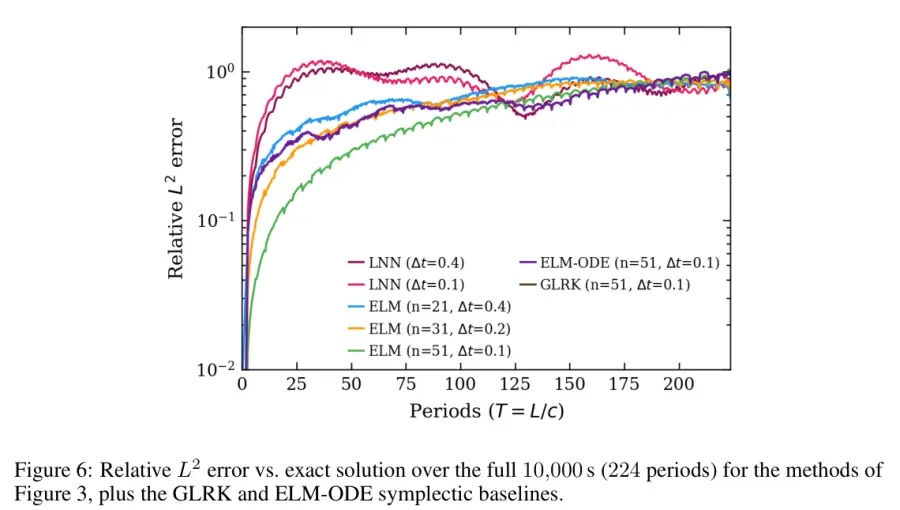 Relative L² error
10⁰
10⁻¹
10⁻²
LNN (Δt=0.4)
LNN (Δt=0.1)
ELM (n=21, Δt=0.4)
ELM (n=31, Δt=0.2)
ELM (n=51, Δt=0.1)
ELM-ODE (n=51, Δt=0.1)
GLRK (n=51, Δt=0.1)
0 25 50 75 100 125 150 175 200
Periods (T = L/c)
Figure 6: Relative L² error vs. exact solution over the full 10,000 s (224 periods) for the methods of
Figure 3, plus the GLRK and ELM-ODE symplectic baselines.